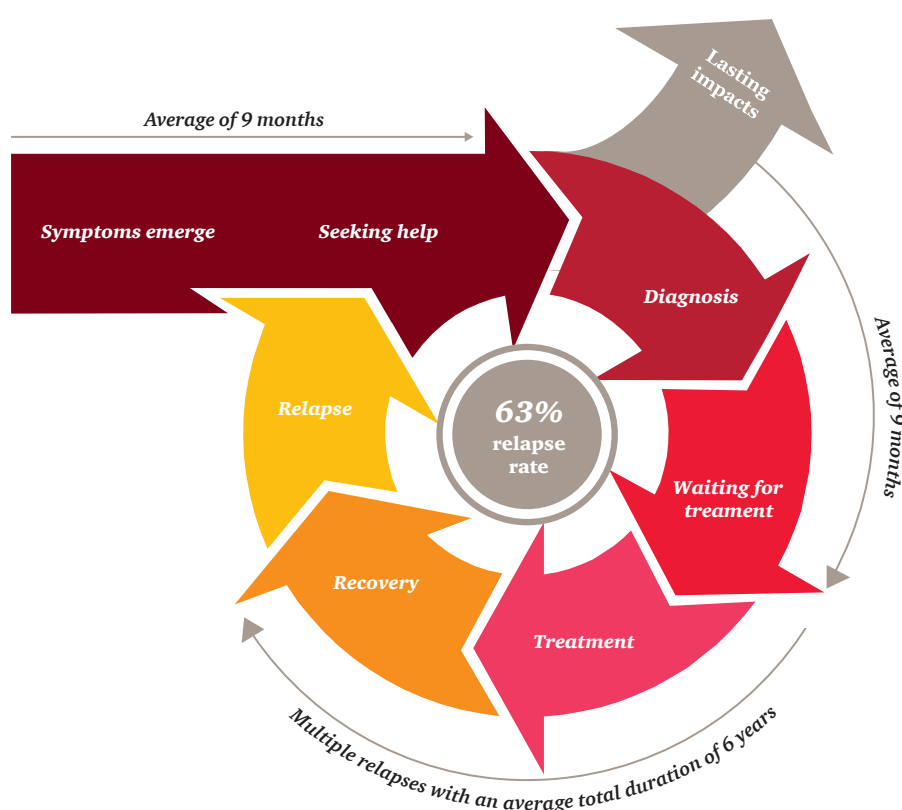 Lasting
impacts
Average of 9 months
Symptoms emerge
Seeking help
Diagnosis
Average of 9 months
Relapse
63%
relapse
rate
Waiting for
treament
Recovery
Treatment
Multiple relapses with an average total duration of 6 years